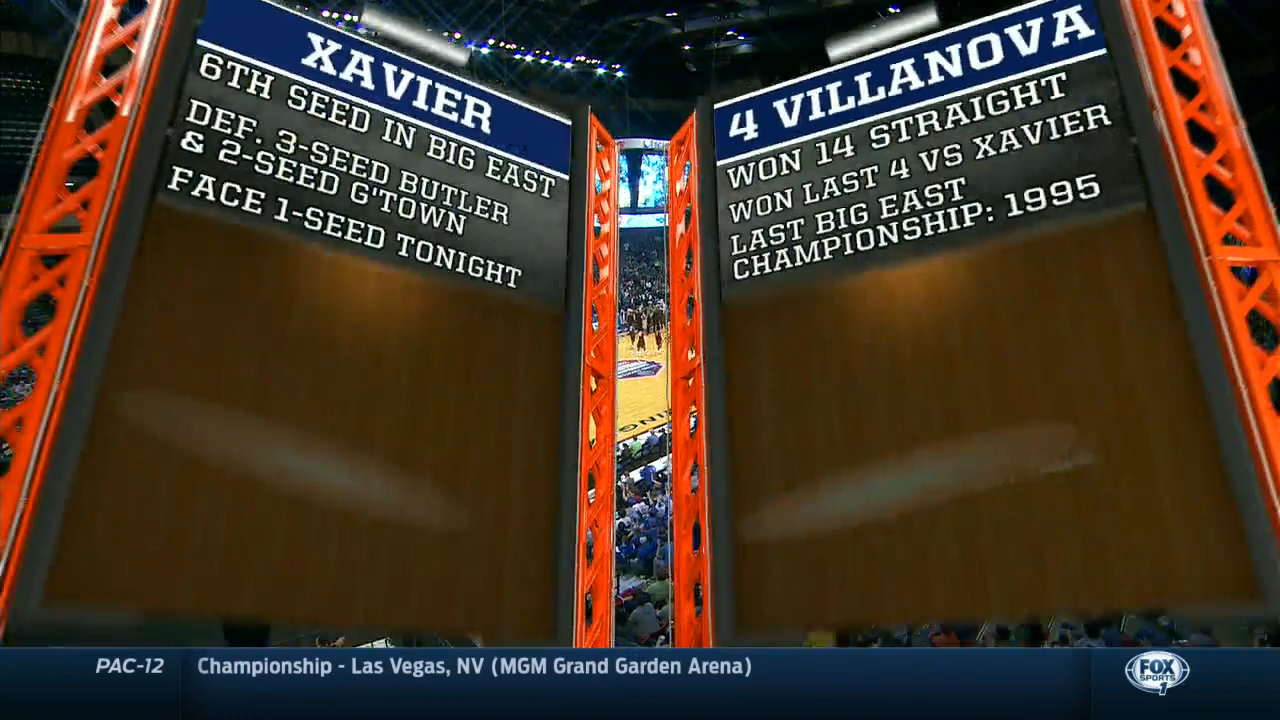 XAVIER
6TH SEED IN BIG EAST
DEF. 3-SEED BUTLER
& 2-SEED G'TOWN
FACE 1-SEED TONIGHT
4 VILLANOVA
WON 14 STRAIGHT
WON LAST 4 VS XAVIER
LAST BIG EAST
CHAMPIONSHIP: 1995
PAC-12
Championship - Las Vegas, NV (MGM Grand Garden Arena)
FOX
SPORTS
1